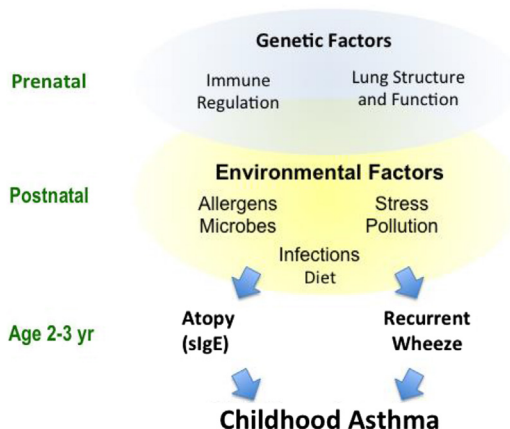 Genetic Factors
Prenatal
Immune
Regulation
Lung Structure
and Function
Environmental Factors
Postnatal
Allergens
Microbes
Stress
Pollution
Infections
Diet
Age 2-3 yr
Atopy
(sIgE)
Recurrent
Wheeze
Childhood Asthma